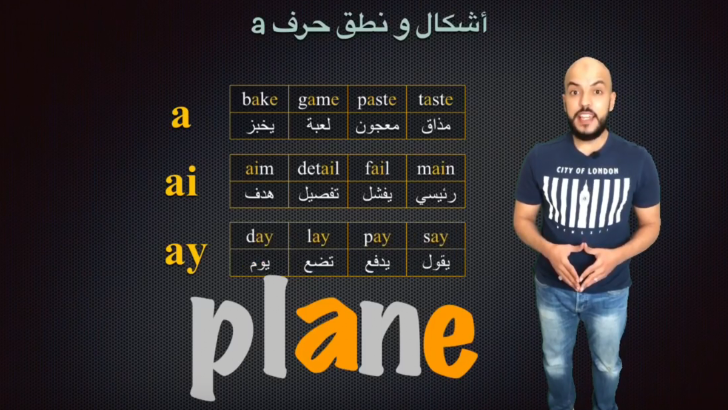 أشكال و نطق حرف a
a
bake game paste taste
يخبز لعبة معجون مذاق
ai
aim detail fail main
هدف تفصيل يفشل رئيسي
ay
day lay pay say
يوم تضع يدفع يقول
plane
CITY OF LONDON